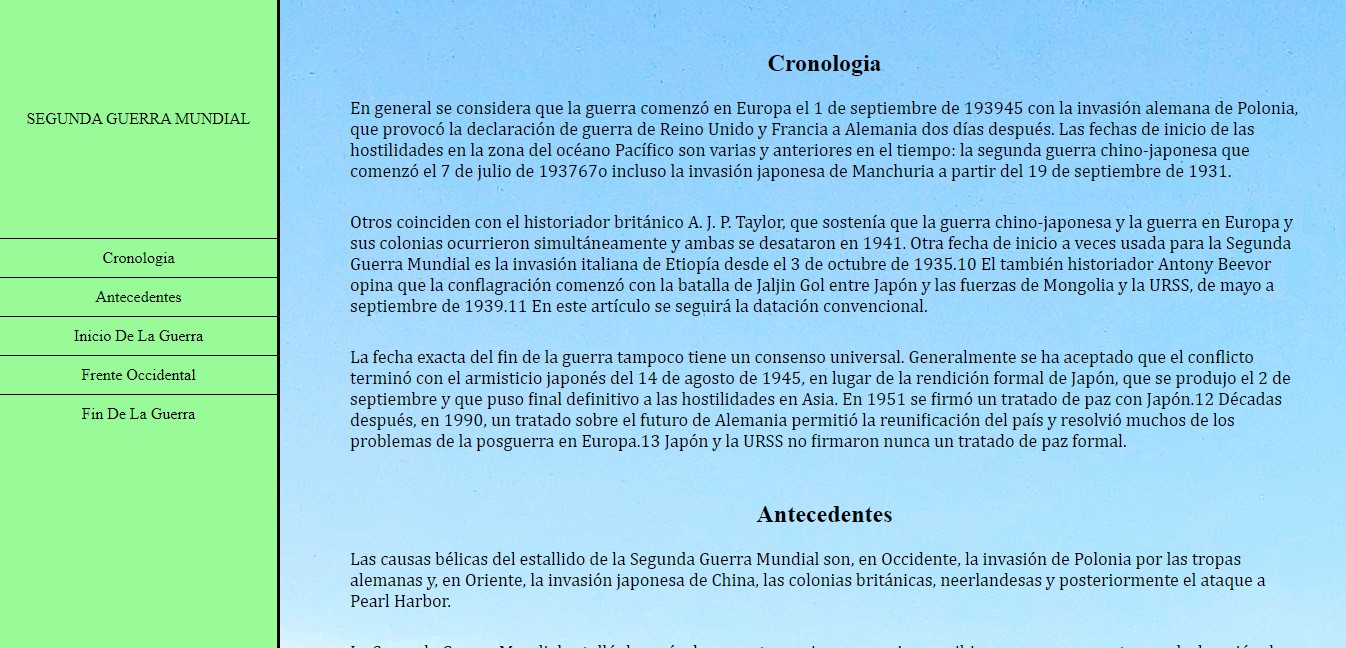 SEGUNDA GUERRA MUNDIAL
Cronologia
Antecedentes
Inicio De La Guerra
Frente Occidental
Fin De La Guerra
Cronologia
En general se considera que la guerra comenzó en Europa el 1 de septiembre de 193945 con la invasión alemana de Polonia,
que provocó la declaración de guerra de Reino Unido y Francia a Alemania dos días después. Las fechas de inicio de las
hostilidades en la zona del océano Pacífico son varias y anteriores en el tiempo: la segunda guerra chino-japonesa que
comenzó el 7 de julio de 193767o incluso la invasión japonesa de Manchuria a partir del 19 de septiembre de 1931.
Otros coinciden con el historiador británico A. J. P. Taylor, que sostenía que la guerra chino-japonesa y la guerra en Europa y
sus colonias ocurrieron simultáneamente y ambas se desataron en 1941. Otra fecha de inicio a veces usada para la Segunda
Guerra Mundial es la invasión italiana de Etiopía desde el 3 de octubre de 1935.10 El también historiador Antony Beevor
opina que la conflagración comenzó con la batalla de Jaljin Gol entre Japón y las fuerzas de Mongolia y la URSS, de mayo a
septiembre de 1939.11 En este artículo se seguirá la datación convencional.
La fecha exacta del fin de la guerra tampoco tiene un consenso universal. Generalmente se ha aceptado que el conflicto
terminó con el armisticio japonés del 14 de agosto de 1945, en lugar de la rendición formal de Japón, que se produjo el 2 de
septiembre y que puso final definitivo a las hostilidades en Asia. En 1951 se firmó un tratado de paz con Japón.12 Décadas
después, en 1990, un tratado sobre el futuro de Alemania permitió la reunificación del país y resolvió muchos de los
problemas de la posguerra en Europa.13 Japón y la URSS no firmaron nunca un tratado de paz formal.
Antecedentes
Las causas bélicas del estallido de la Segunda Guerra Mundial son, en Occidente, la invasión de Polonia por las tropas
alemanas y, en Oriente, la invasión japonesa de China, las colonias británicas, neerlandesas y posteriormente el ataque a
Pearl Harbor.